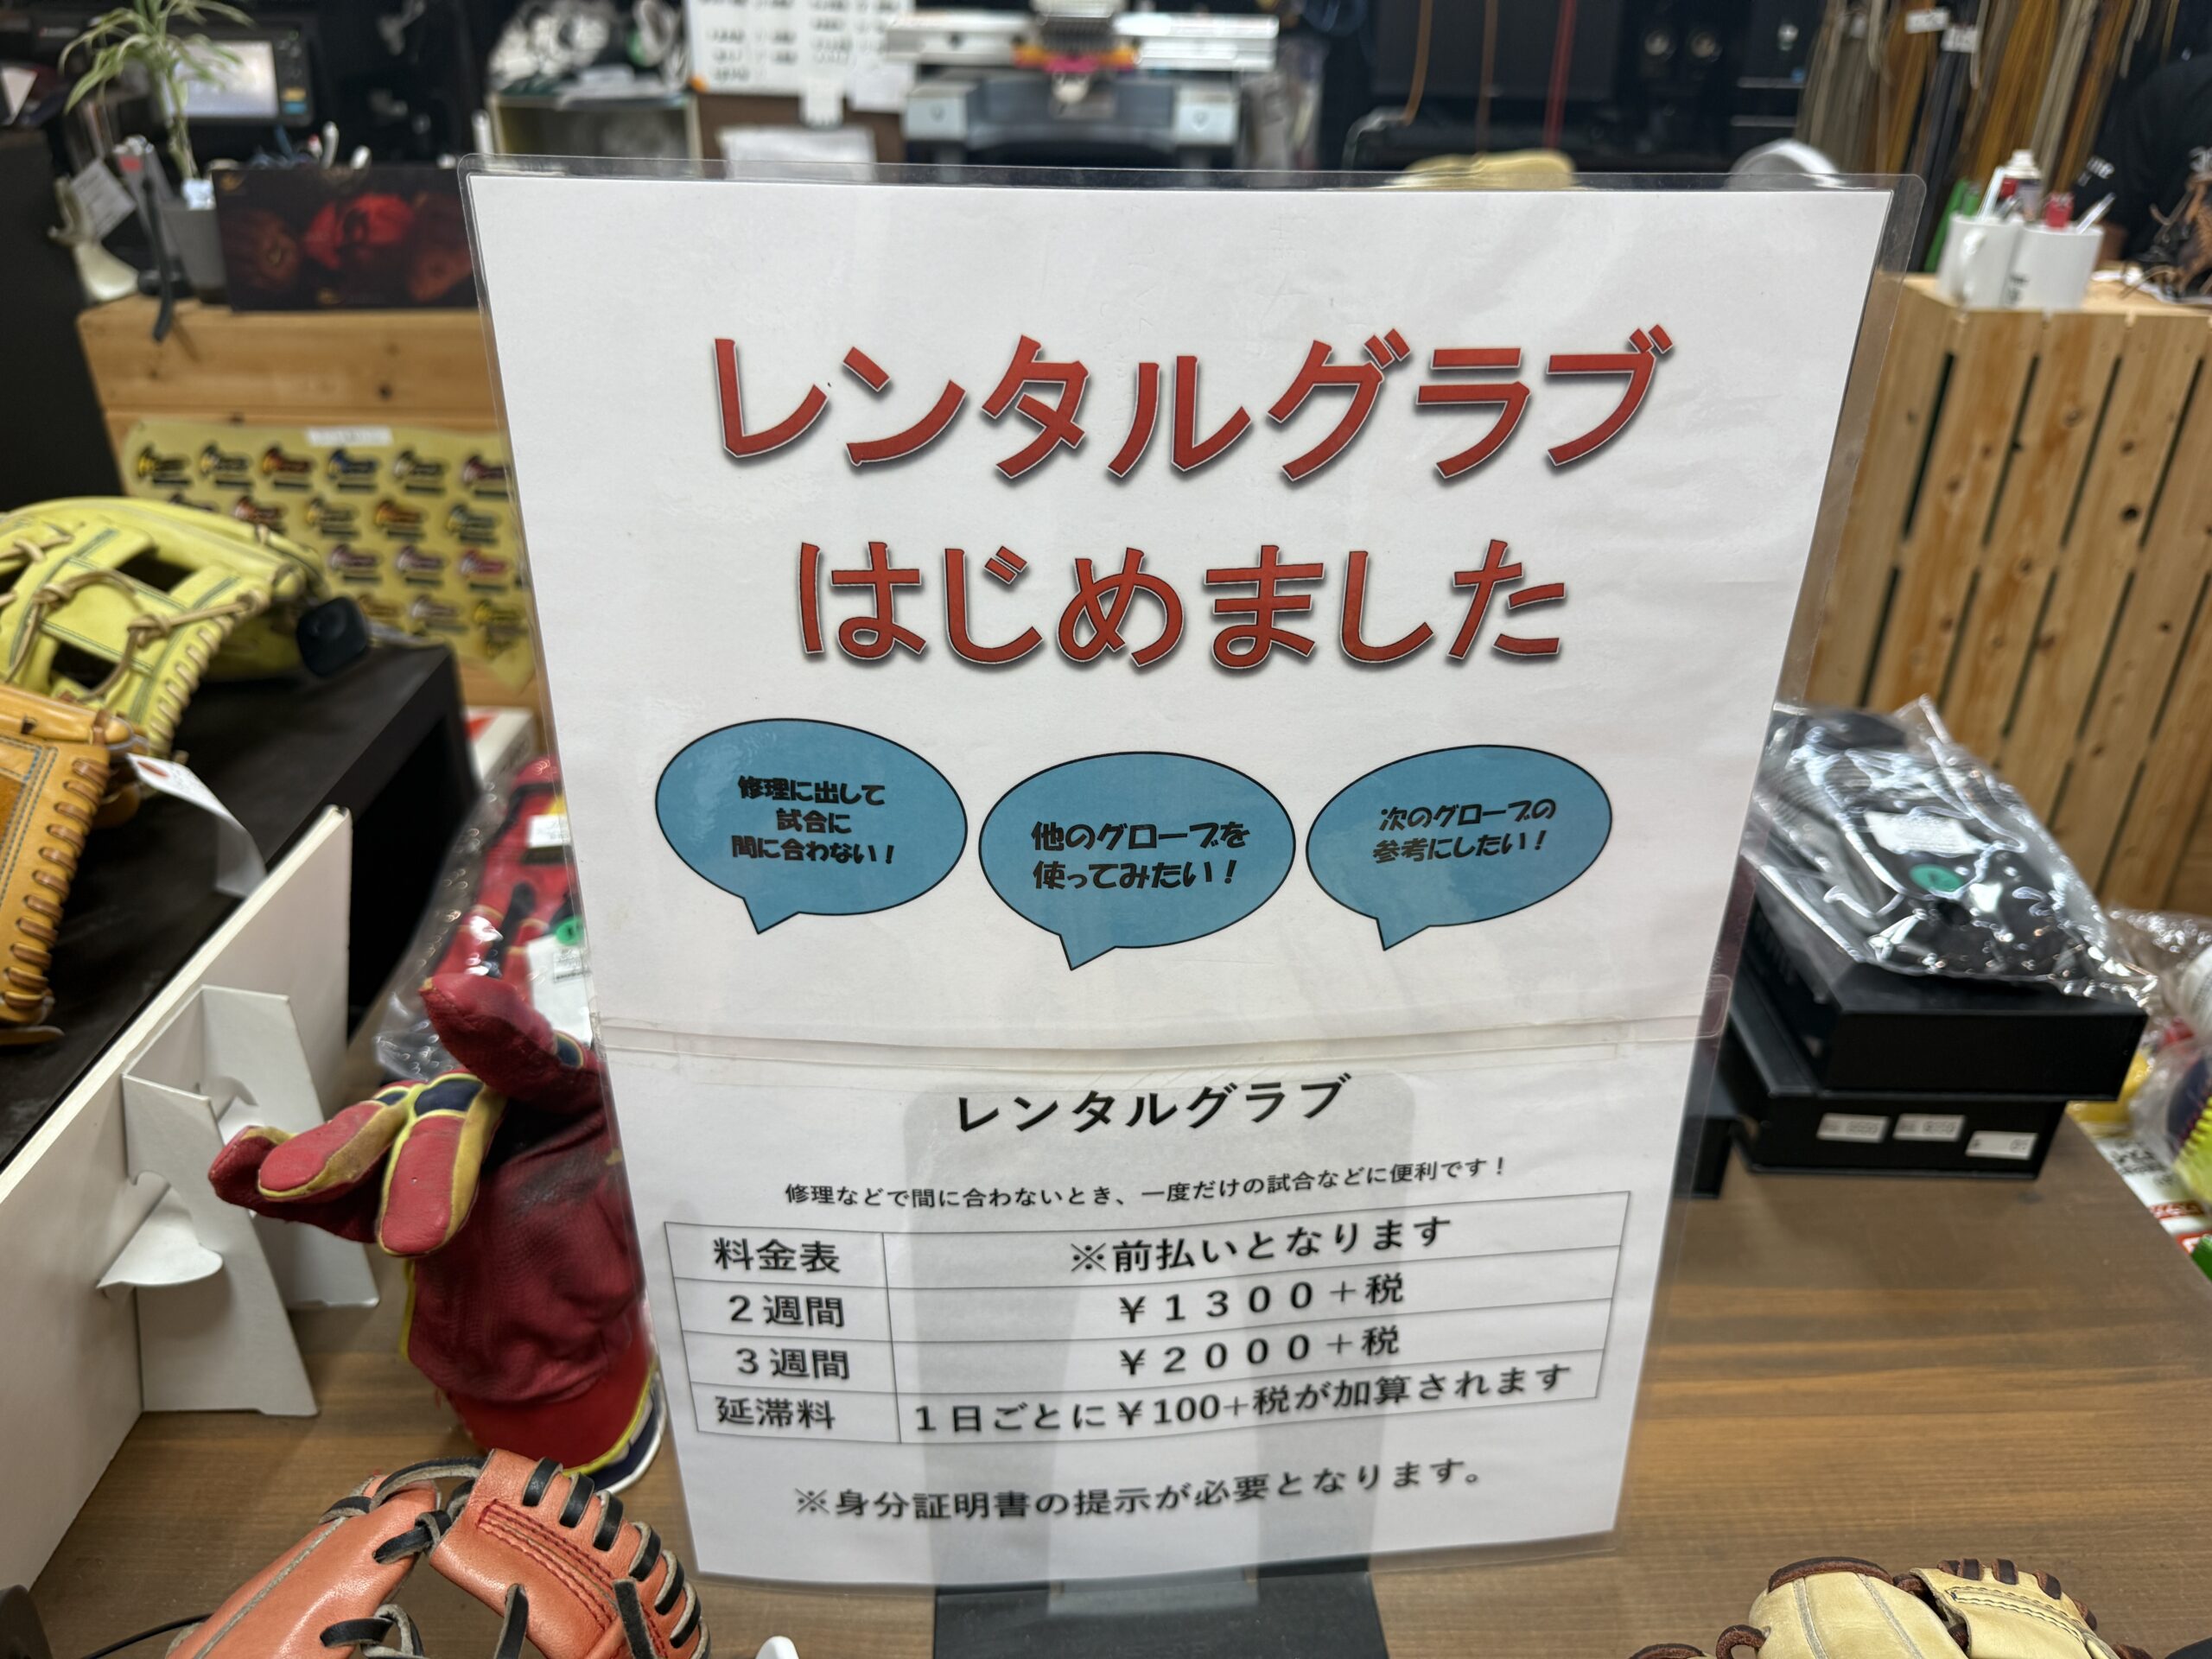 レンタルグラブ
はじめました
修理に出して
試合に
間に合わない！
他のグローブを
使ってみたい！
次のグローブの
参考にしたい！
レンタルグラブ
修理などで間に合わないとき、一度だけの試合などに便利です！
料金表 ※前払いとなります
２週間 ￥１３００＋税
３週間 ￥２０００＋税
延滞料 １日ごとに￥100+税が加算されます
※身分証明書の提示が必要となります。